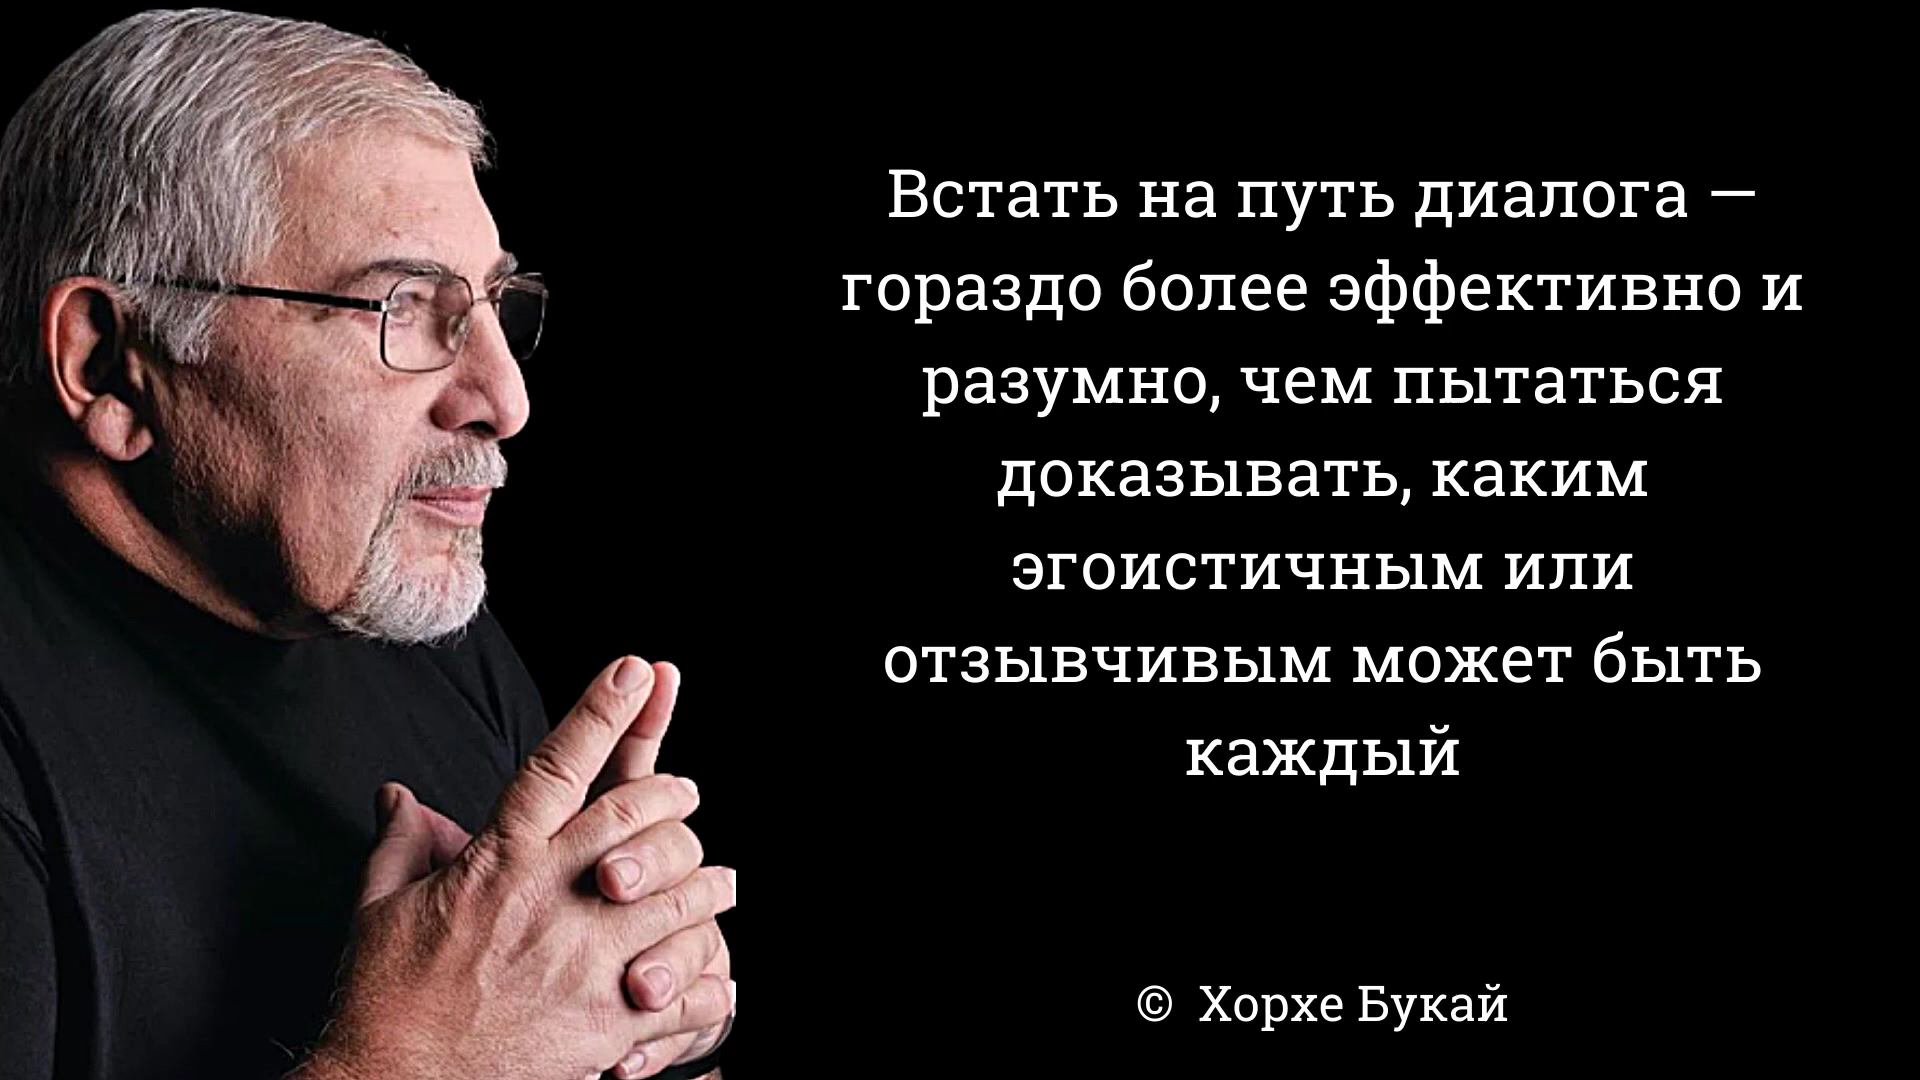 Встать на путь диалога —
гораздо более эффективно и
разумно, чем пытаться
доказывать, каким
эгоистичным или
отзывчивым может быть
каждый
© Хорхе Букай